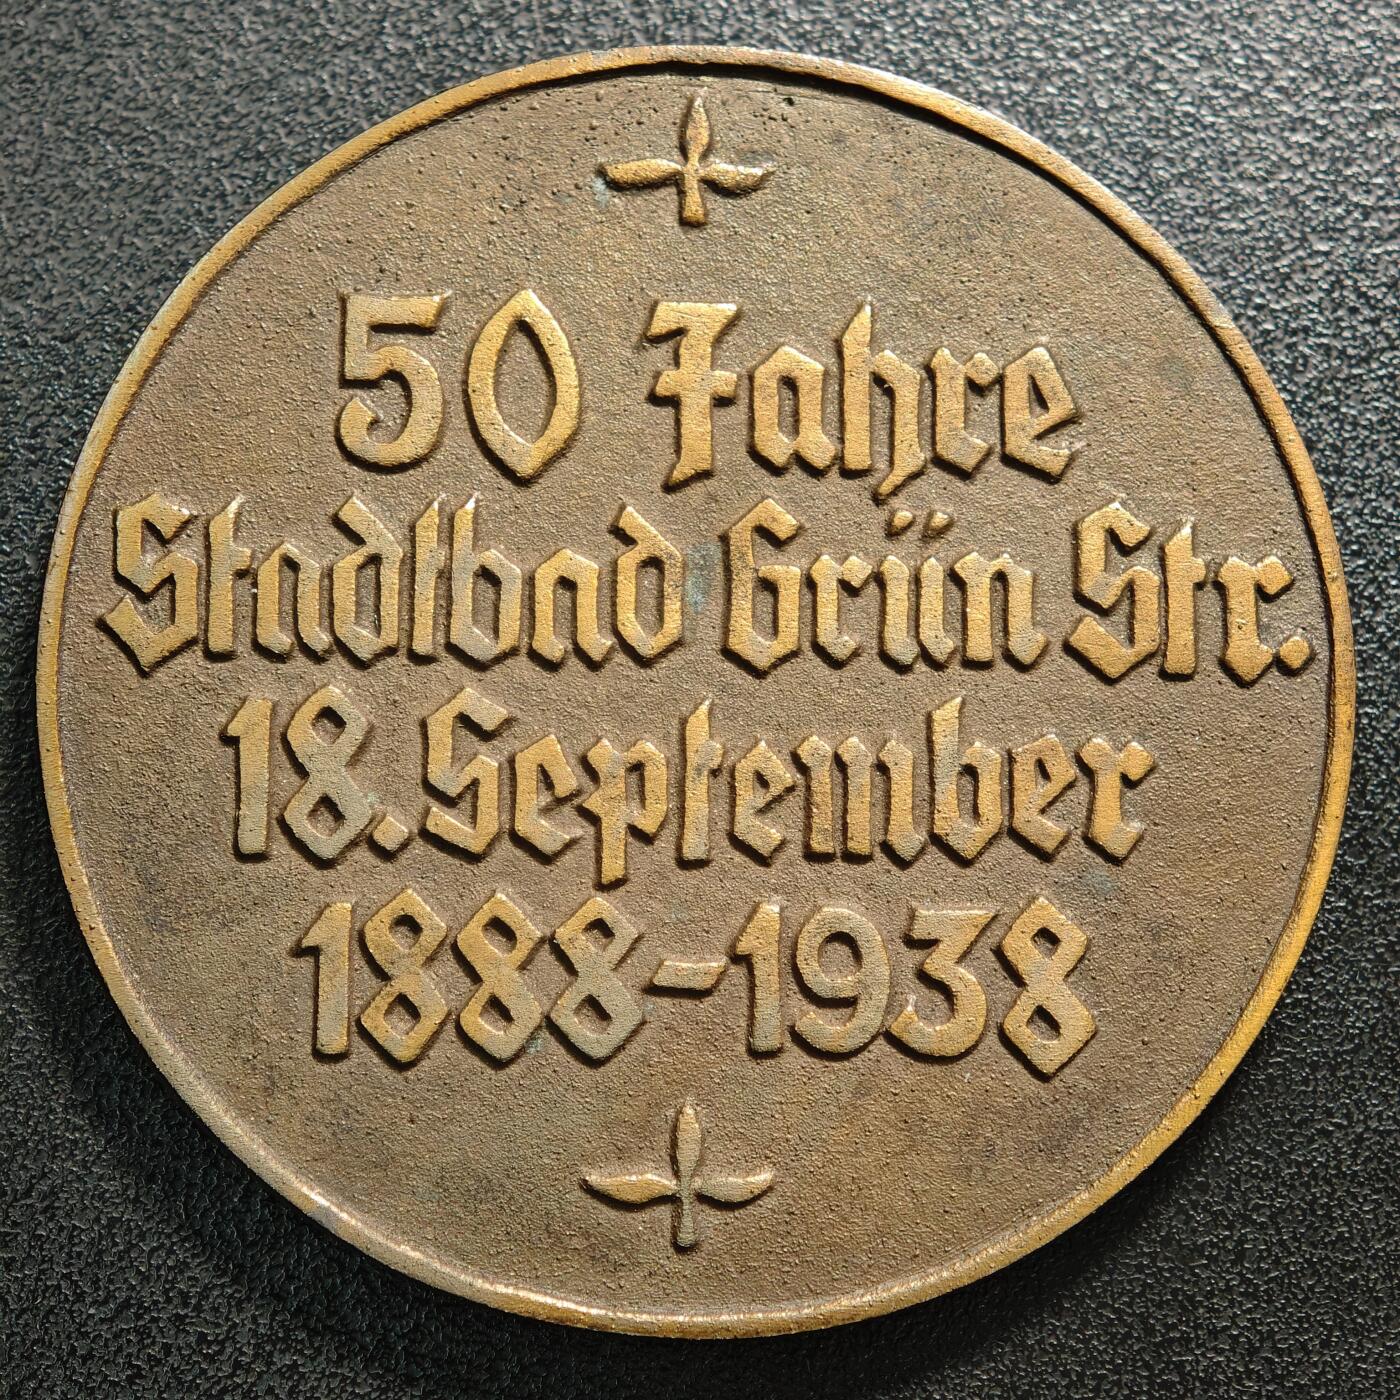 50 Jahre
Stadtbad Grün Str.
18. September
1888-1938